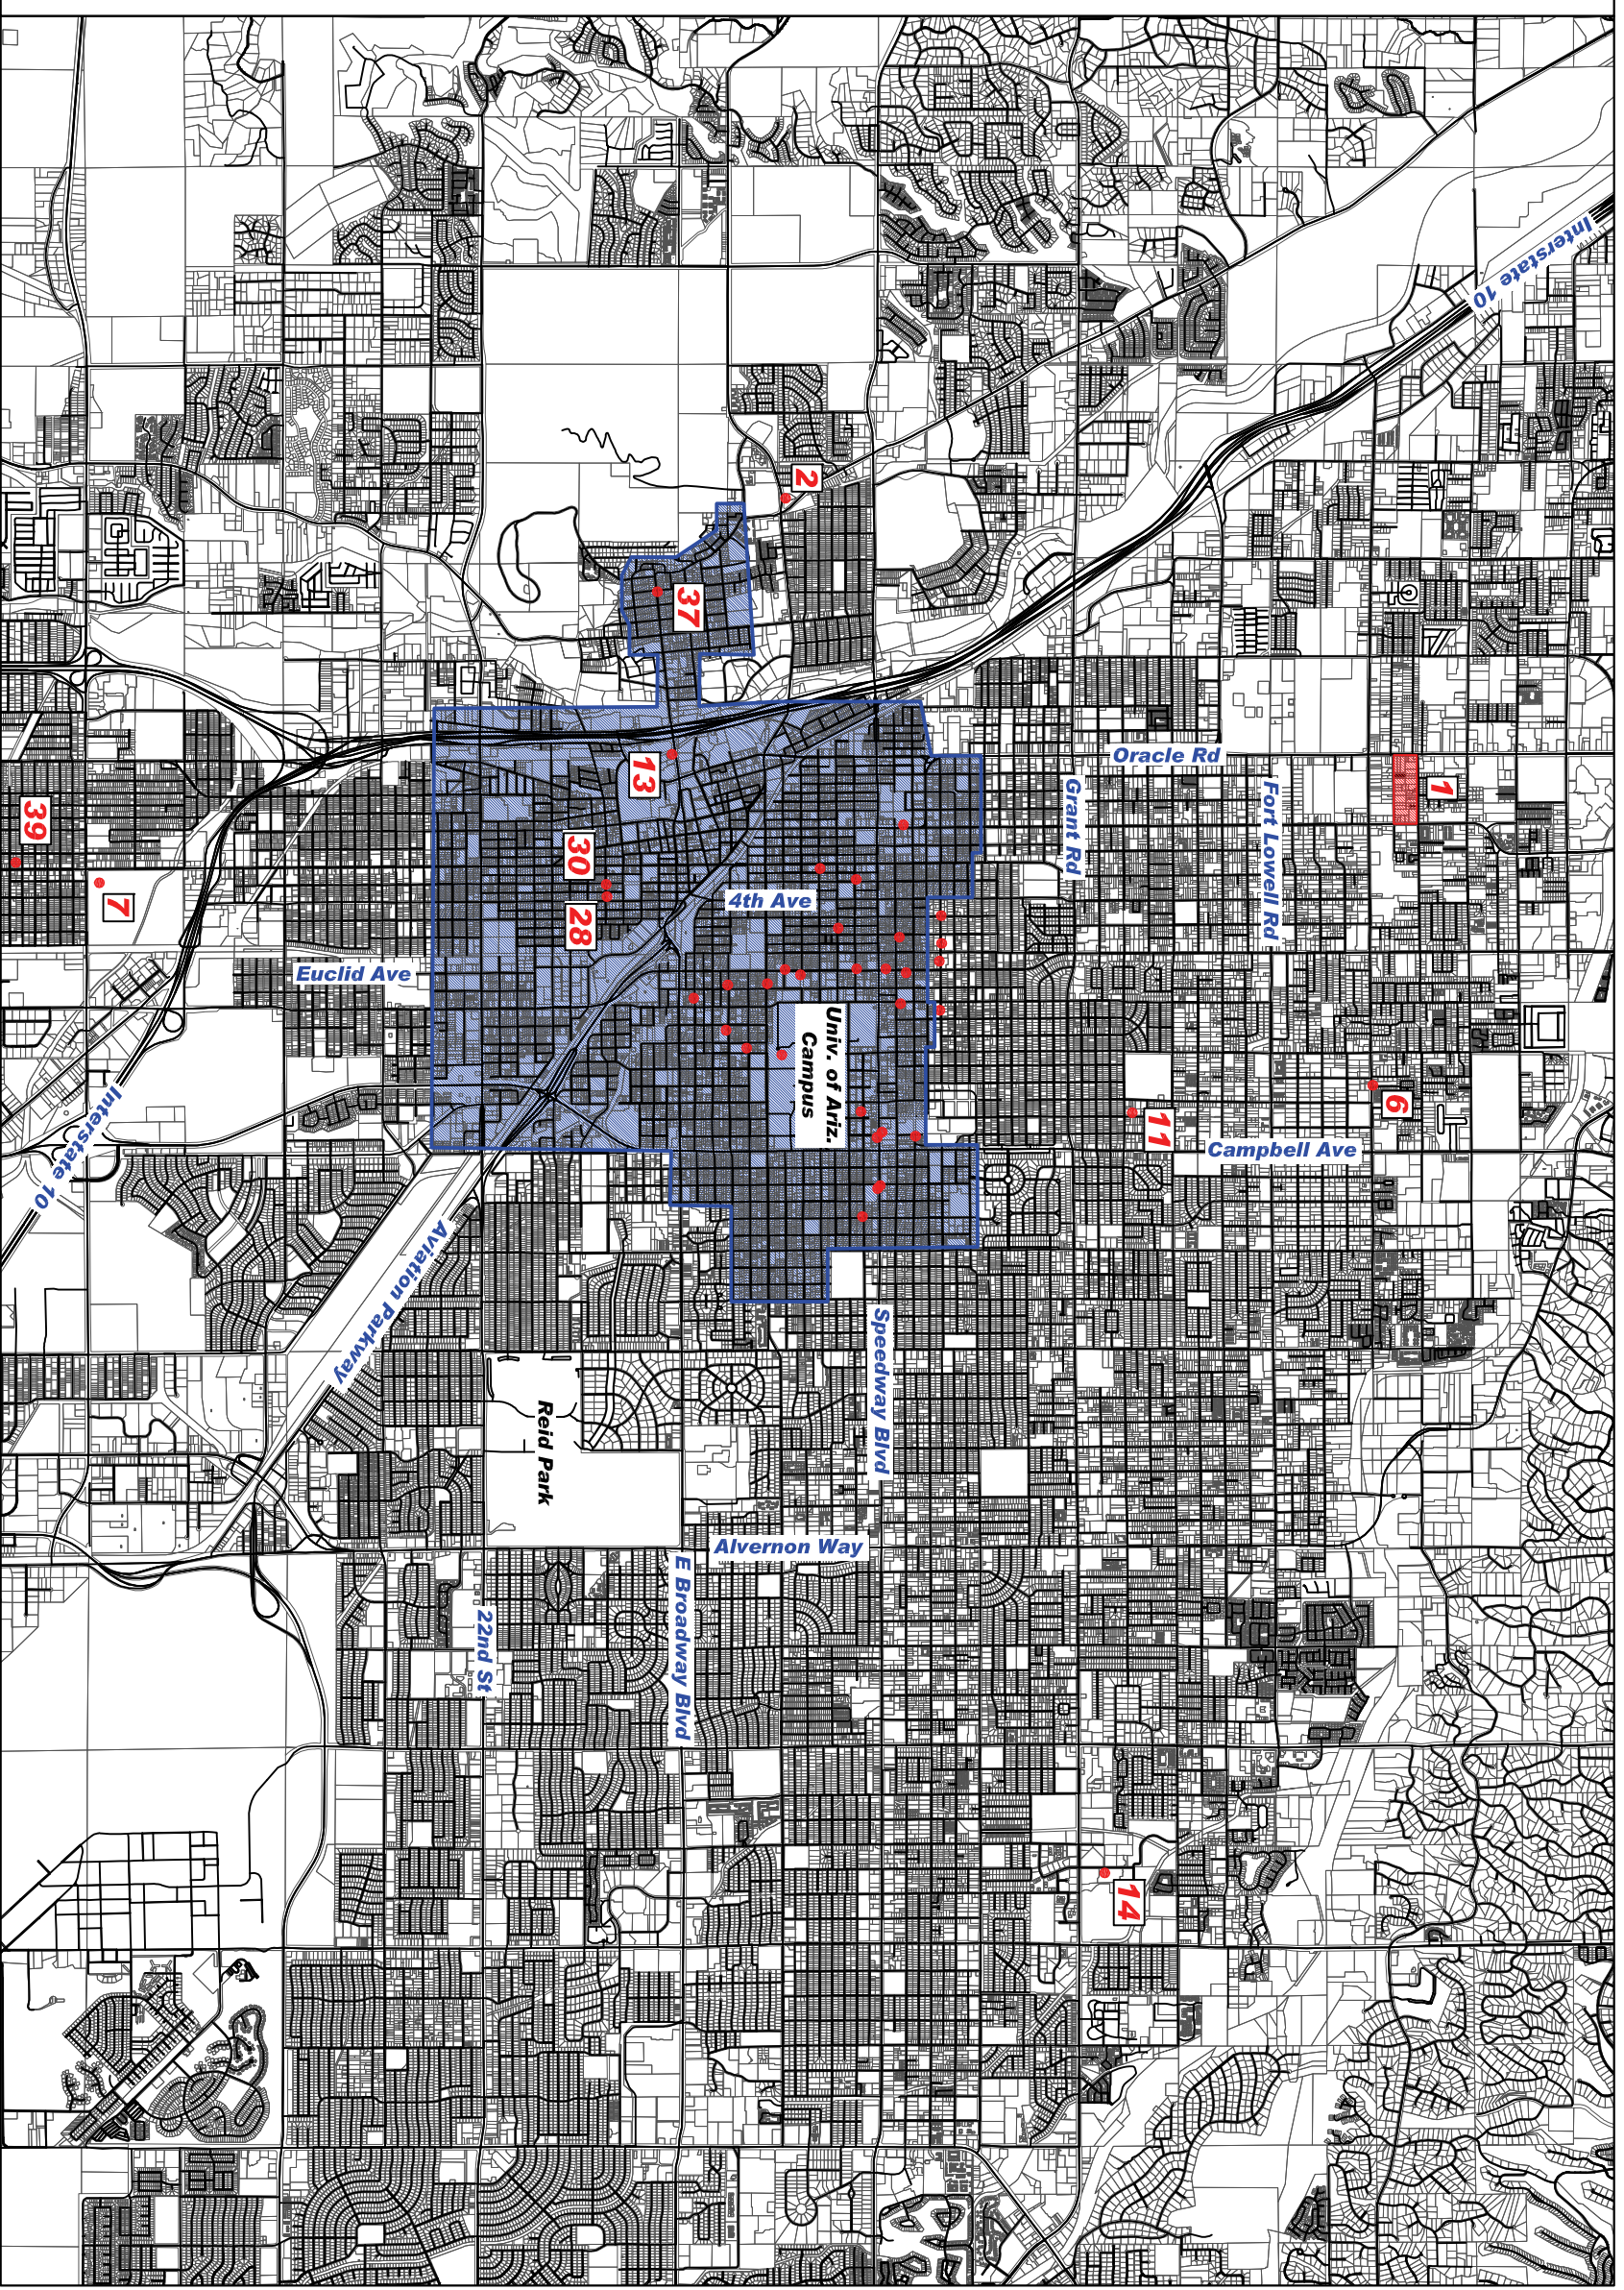 Interstate 10
2
37
Oracle Rd
13
1
Grant Rd
Fort Lowell Rd
39
30
7
4th Ave
28
Euclid Ave
Univ. of Ariz.
Campus
6
11
Campbell Ave
Interstate 10
Aviation Parkway
Speedway Blvd
Reid Park
Alvernon Way
E Broadway Blvd
22nd St
14